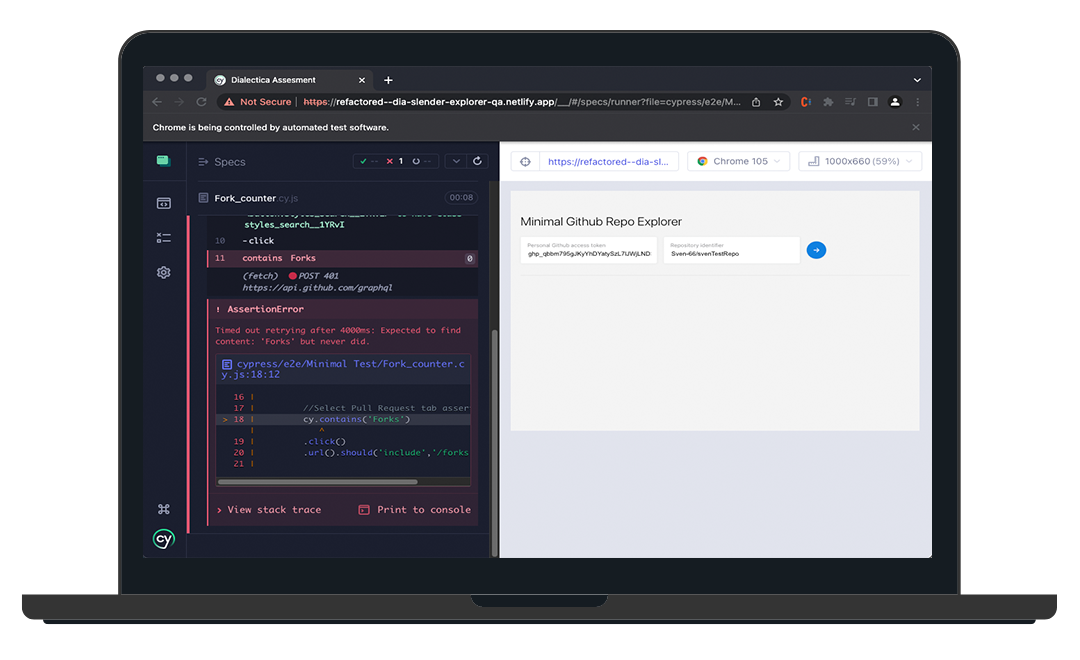 cy Dialectica Assesment
Not Secure | https://refactored--dia-slender-explorer-qa.netlify.app/__/#/specs/runner?file=cypress/e2e/M...
Chrome is being controlled by automated test software.
Specs
-- 1 --
Fork_counter.cy.js
00:08
styles_search__1YRvI
10 -click
11 contains Forks 0
(fetch) POST 401
https://api.github.com/graphql
! AssertionError
Timed out retrying after 4000ms: Expected to find
content: 'Forks' but never did.
cypress/e2e/Minimal Test/Fork_counter.c
y.js:18:12
16 |
17 | //Select Pull Request tab asser
> 18 | cy.contains('Forks')
| ^
19 | .click()
20 | .url().should('include','/forks
21 |
> View stack trace
Print to console
cy
https://refactored--dia-sl...
Chrome 105
1000x660 (59%)
Minimal Github Repo Explorer
Personal Github access token
Repository identifier
Sven-66/svenTestRepo